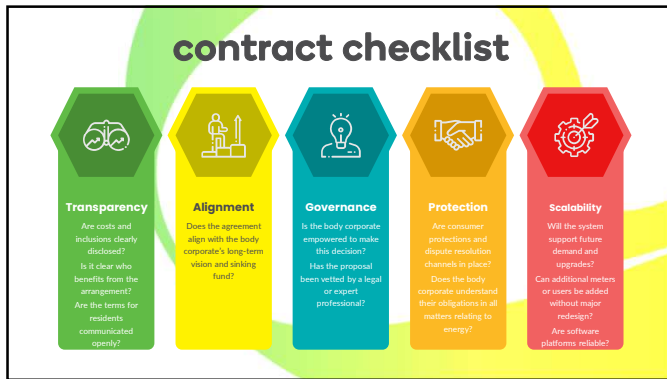 contract checklist
Transparency
Are costs and
inclusions clearly
disclosed?
Is it clear who
benefits from the
arrangement?
Are the terms for
residents
communicated
openly?
Alignment
Does the agreement
align with the body
corporate's long-term
vision and sinking
fund?
Governance
Is the body corporate
empowered to make
this decision?
Has the proposal
been vetted by a legal
or expert
professional?
Protection
Are consumer
protections and
dispute resolution
channels in place?
Does the body
corporate understand
their obligations in all
matters relating to
energy?
Scalability
Will the system
support future
demand and
upgrades?
Can additional meters
or users be added
without major
redesign?
Are software
platforms reliable?